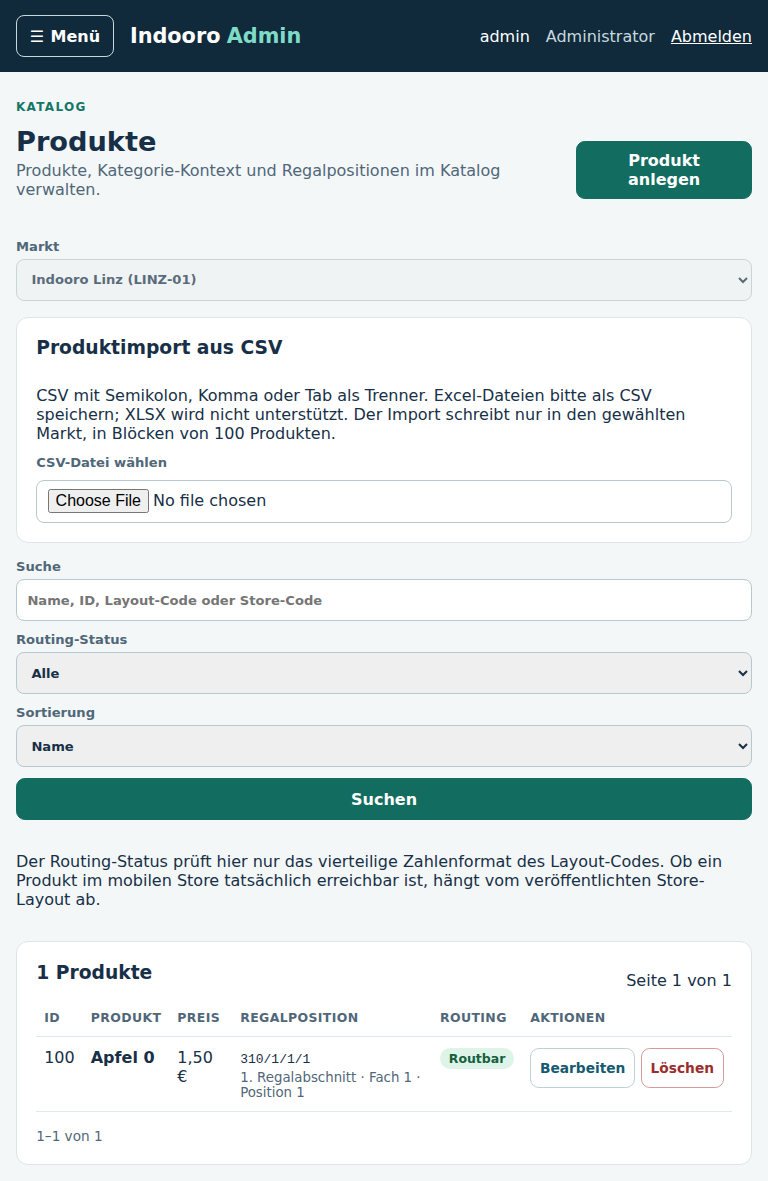 ☰ Menü
Indooro Admin
admin Administrator Abmelden
KATALOG
Produkte
Produkte, Kategorie-Kontext und Regalpositionen im Katalog
verwalten.
Produkt
anlegen
Markt
Indooro Linz (LINZ-01)
Produktimport aus CSV
CSV mit Semikolon, Komma oder Tab als Trenner. Excel-Dateien bitte als CSV
speichern; XLSX wird nicht unterstützt. Der Import schreibt nur in den gewählten
Markt, in Blöcken von 100 Produkten.
CSV-Datei wählen
Choose File No file chosen
Suche
Name, ID, Layout-Code oder Store-Code
Routing-Status
Alle
Sortierung
Name
Suchen
Der Routing-Status prüft hier nur das vierteilige Zahlenformat des Layout-Codes. Ob ein
Produkt im mobilen Store tatsächlich erreichbar ist, hängt vom veröffentlichten Store-
Layout ab.
1 Produkte
Seite 1 von 1
ID PRODUKT PREIS REGALPOSITION ROUTING AKTIONEN
100 Apfel 0 1,50 € 310/1/1/1 Routbar Bearbeiten Löschen
1. Regalabschnitt · Fach 1 ·
Position 1
1–1 von 1